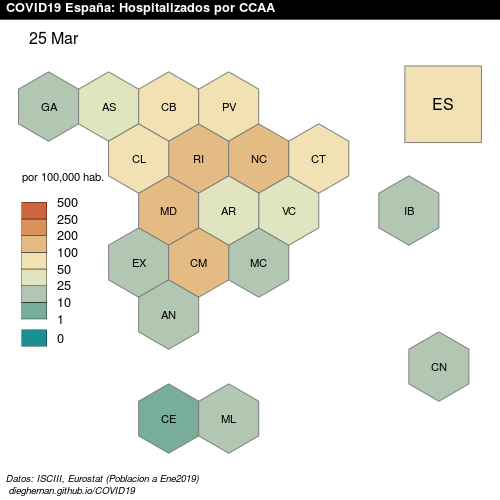 COVID19 España: Hospitalizados por CCAA
25 Mar
GA AS CB PV ES
CL RI NC CT
por 100,000 hab.
500
250
200
100
50
25
10
1
0
MD AR VC IB
EX CM MC
AN
CN
CE ML
Datos: ISCIII, Eurostat (Poblacion a Ene2019)
dieghernan.github.io/COVID19